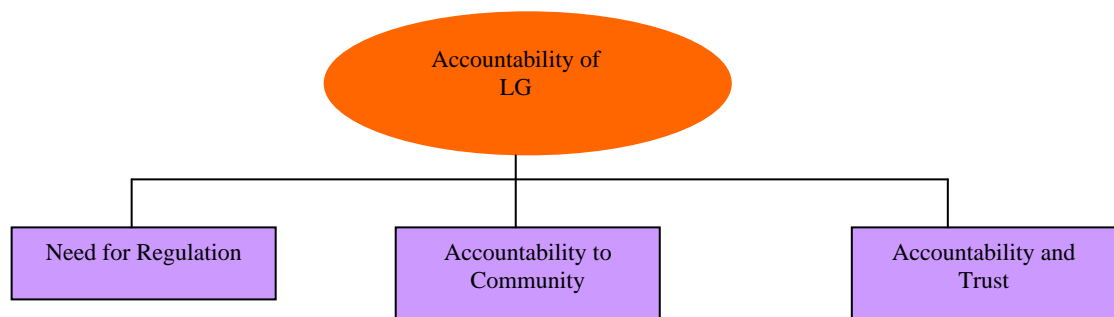 Accountability of
LG
Need for Regulation
Accountability to
Community
Accountability and
Trust